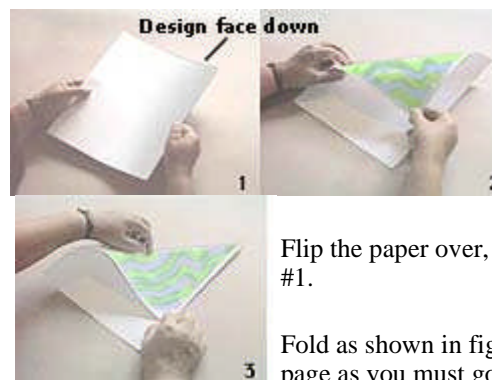 Design face down
1
2
3
Flip the paper over,
#1.
Fold as shown in fig
page as you must go